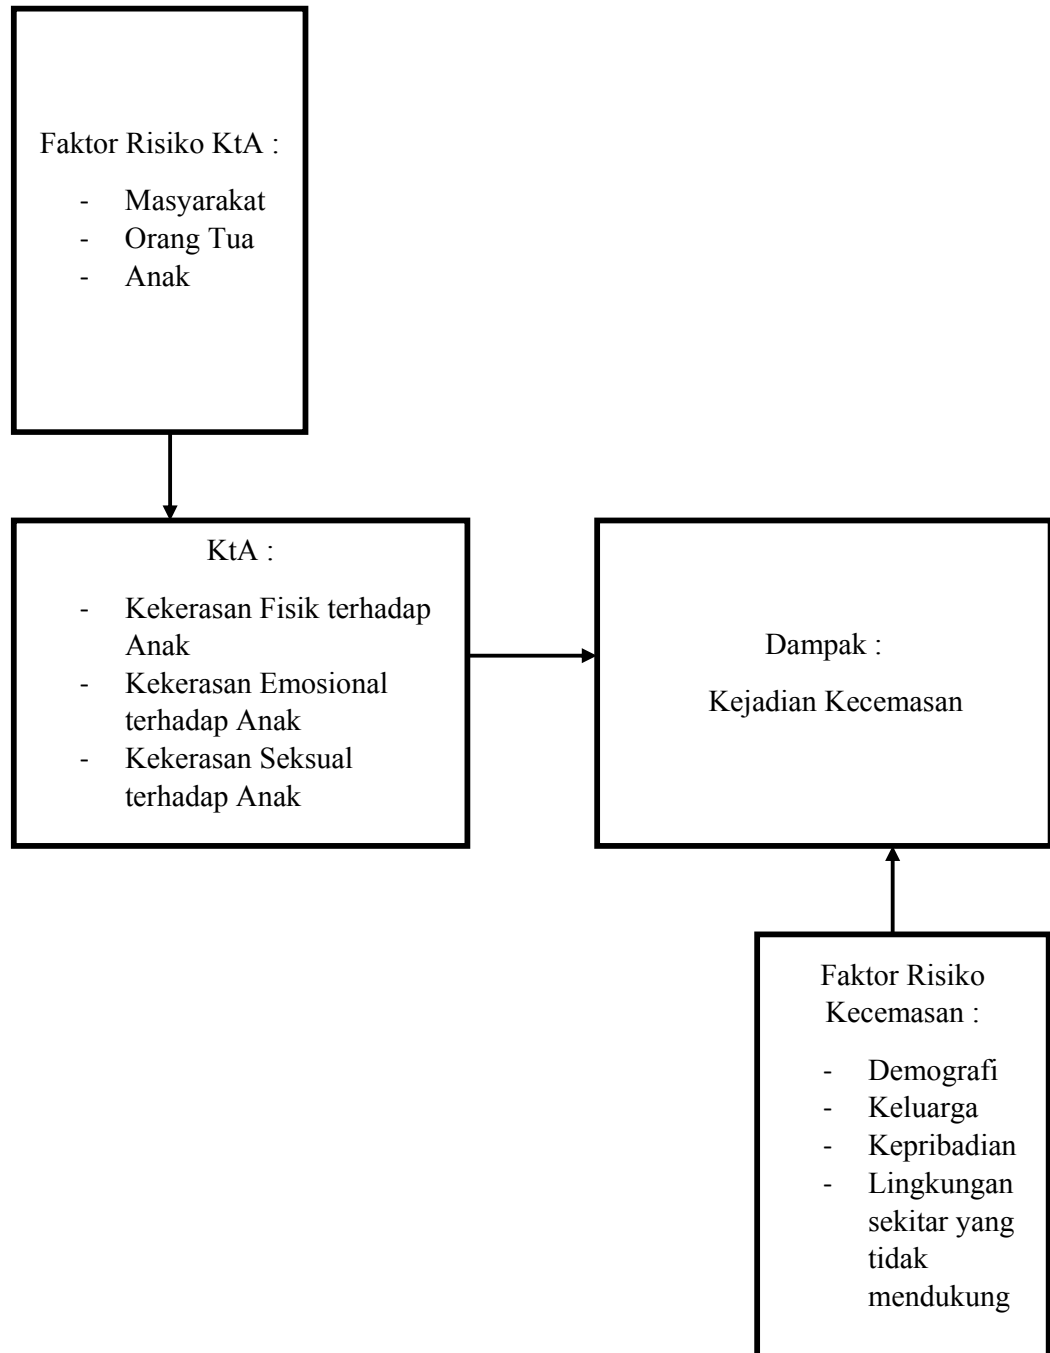 Faktor Risiko KtA :
- Masyarakat
- Orang Tua
- Anak
KtA :
- Kekerasan Fisik terhadap
Anak
- Kekerasan Emosional
terhadap Anak
- Kekerasan Seksual
terhadap Anak
Dampak :
Kejadian Kecemasan
Faktor Risiko
Kecemasan :
- Demografi
- Keluarga
- Kepribadian
- Lingkungan
sekitar yang
tidak
mendukung